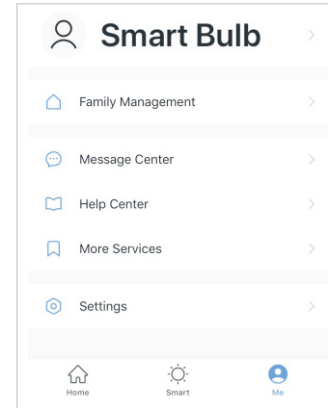 Smart Bulb
Family Management
Message Center
Help Center
More Services
Settings
Home
Smart
Me